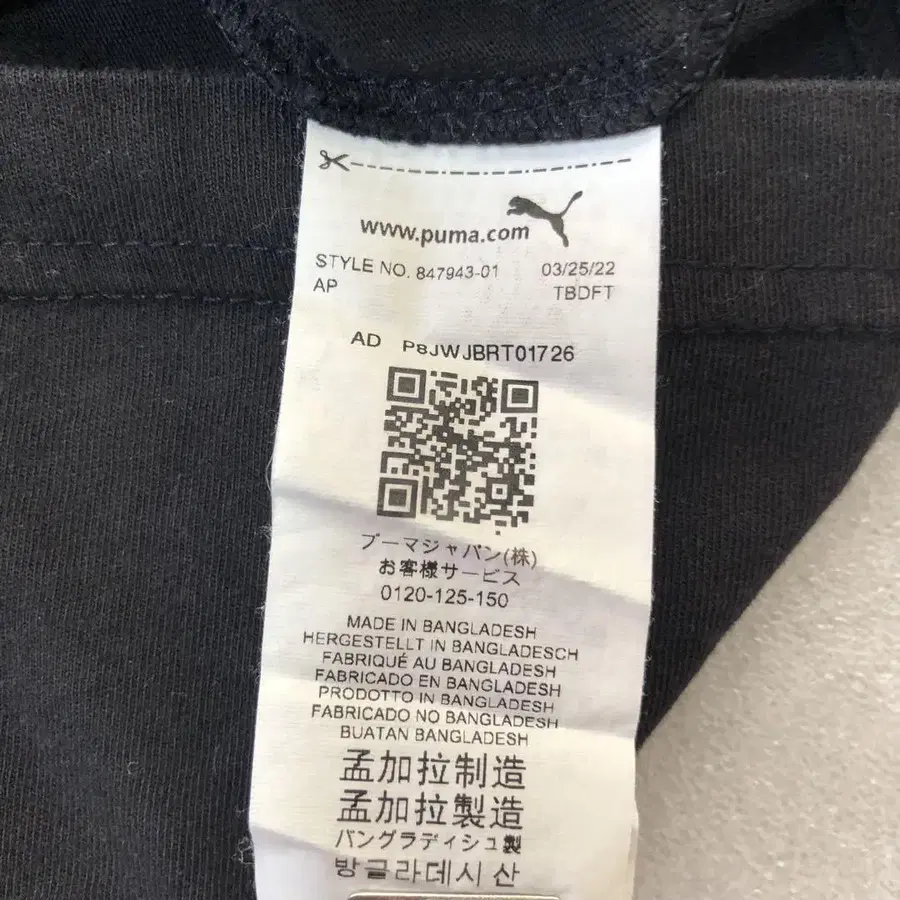 www.puma.com
STYLE NO. 847943-01 03/25/22
AP TBDFT
AD P8JWJBRT01726
プーマジャパン(株)
お客様サービス
0120-125-150
MADE IN BANGLADESH
HERGESTELLT IN BANGLADESCH
FABRIQUÉ AU BANGLADESH
FABRICADO EN BANGLADESH
PRODOTTO IN BANGLADESH
FABRICADO NO BANGLADESH
BUATAN BANGLADESH
孟加拉制造
孟加拉製造
バングラディシュ製
방글라데시 산